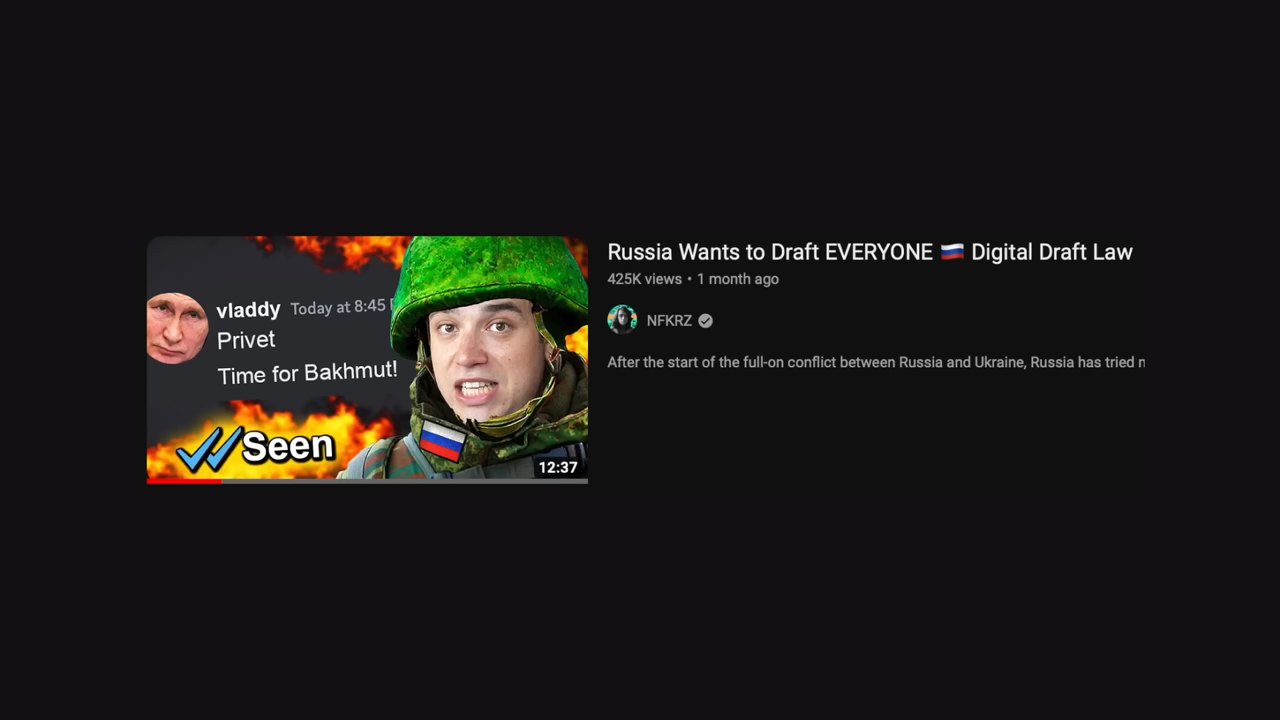 vladdy Today at 8:45
Privet
Time for Bakhmut!
Seen
12:37
Russia Wants to Draft EVERYONE 🇷🇺 Digital Draft Law
425K views • 1 month ago
NFKRZ
After the start of the full-on conflict between Russia and Ukraine, Russia has tried